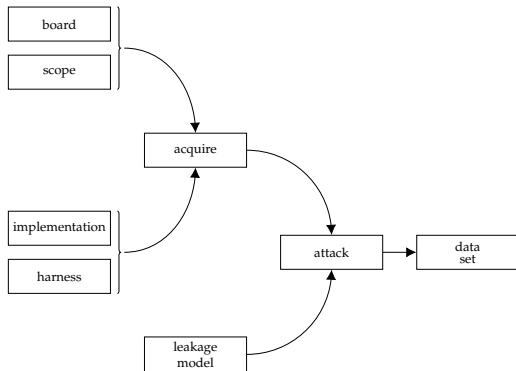 board
scope
acquire
implementation
harness
attack
data
set
leakage
model